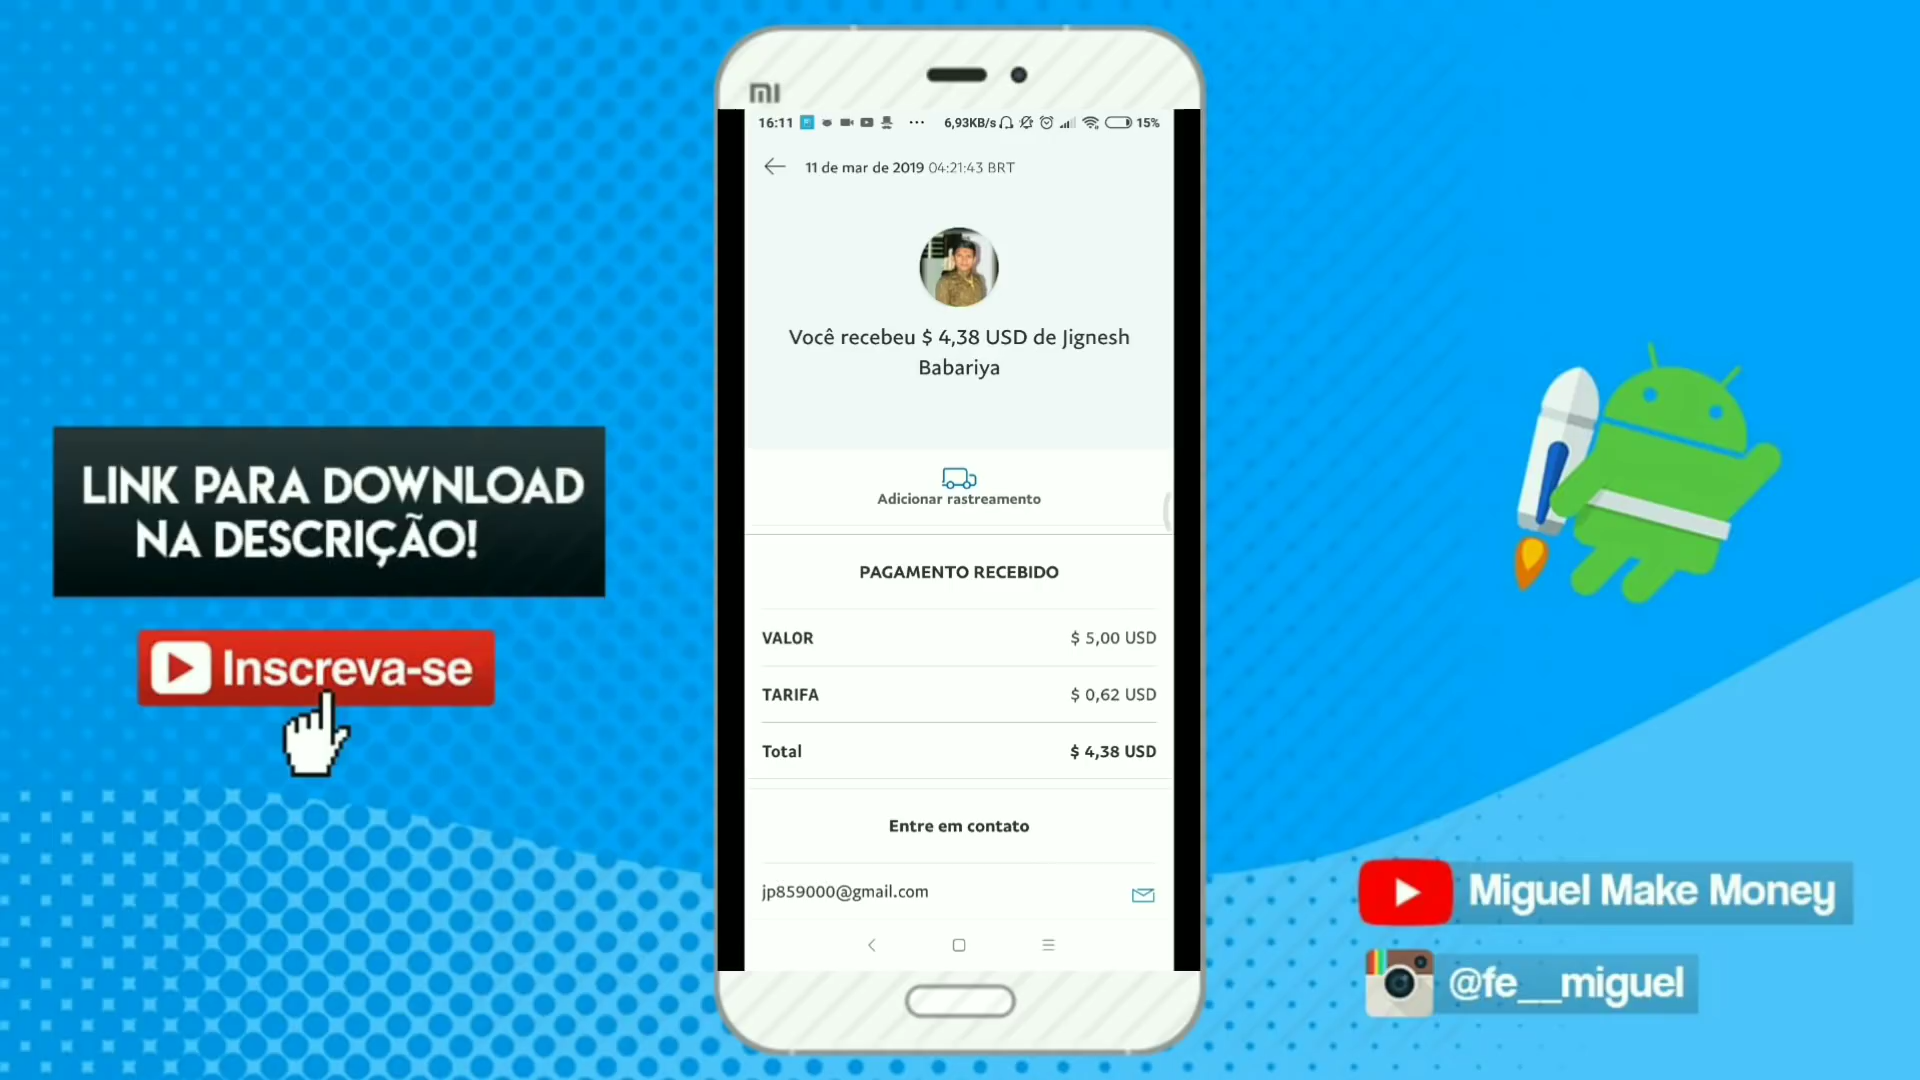 16:11 ... 6,93KB/s 15%
11 de mar de 2019 04:21:43 BRT
Você recebeu $ 4,38 USD de Jignesh
Babariya
Adicionar rastreamento
PAGAMENTO RECEBIDO
VALOR $ 5,00 USD
TARIFA $ 0,62 USD
Total $ 4,38 USD
Entre em contato
jp859000@gmail.com
LINK PARA DOWNLOAD
NA DESCRIÇÃO!
Inscreva-se
Miguel Make Money
@fe__miguel